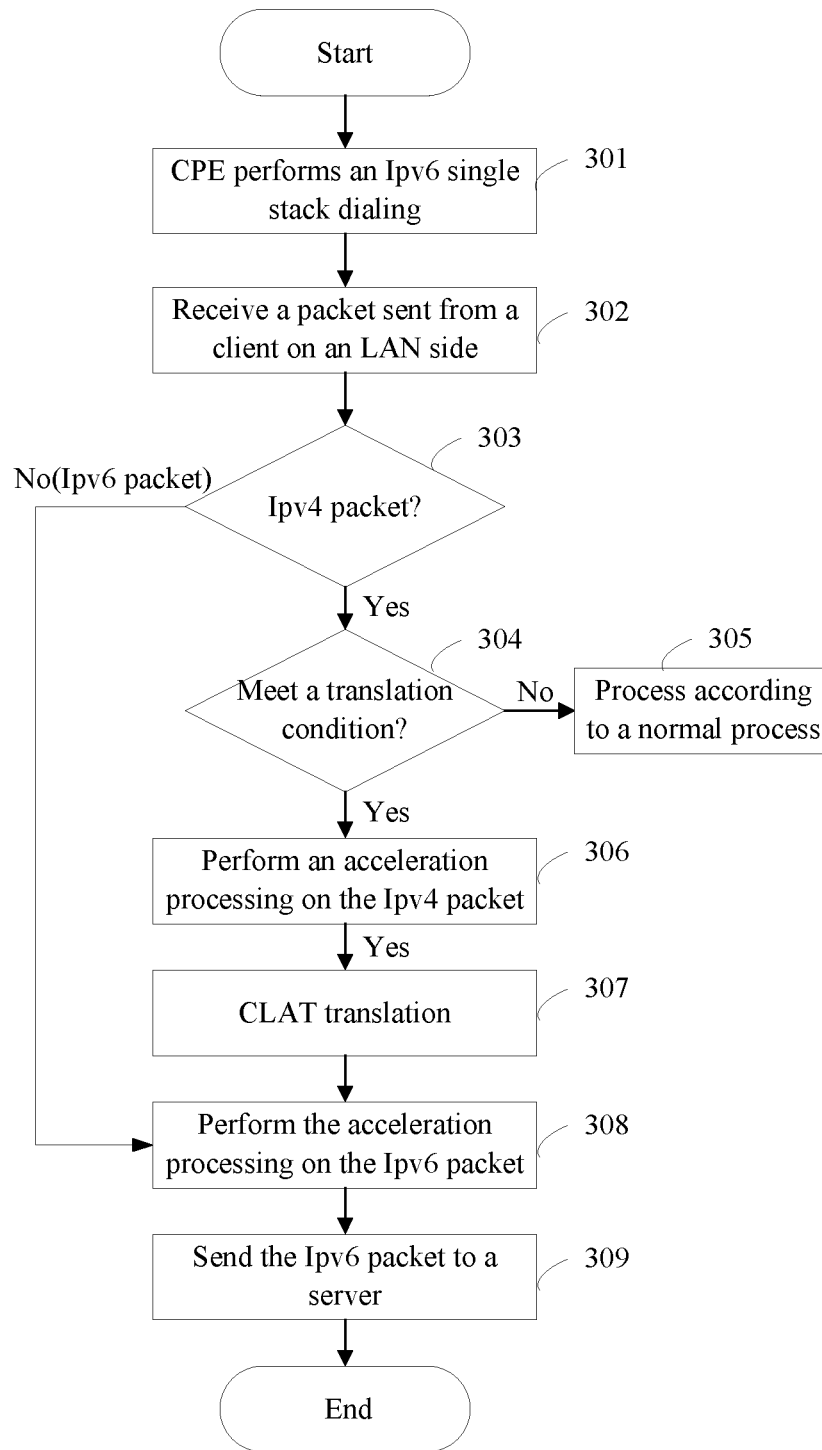 Start
CPE performs an Ipv6 single
stack dialing
301
Receive a packet sent from a
client on an LAN side
302
303
No(Ipv6 packet)
Ipv4 packet?
Yes
304
305
Meet a translation
condition?
No
Process according
to a normal process
Yes
Perform an acceleration
processing on the Ipv4 packet
306
Yes
CLAT translation
307
Perform the acceleration
processing on the Ipv6 packet
308
Send the Ipv6 packet to a
server
309
End